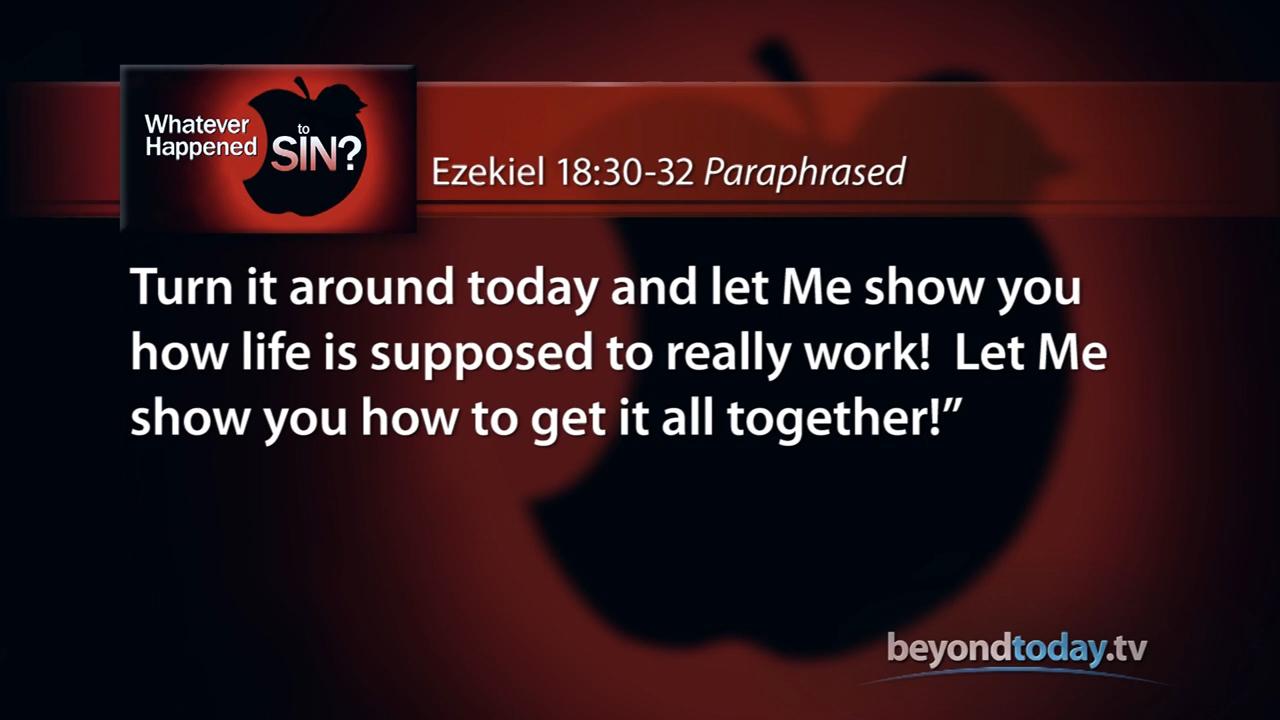 Whatever
Happened
to
SIN?
Ezekiel 18:30-32 Paraphrased
Turn it around today and let Me show you
how life is supposed to really work!  Let Me
show you how to get it all together!”
beyondtoday.tv